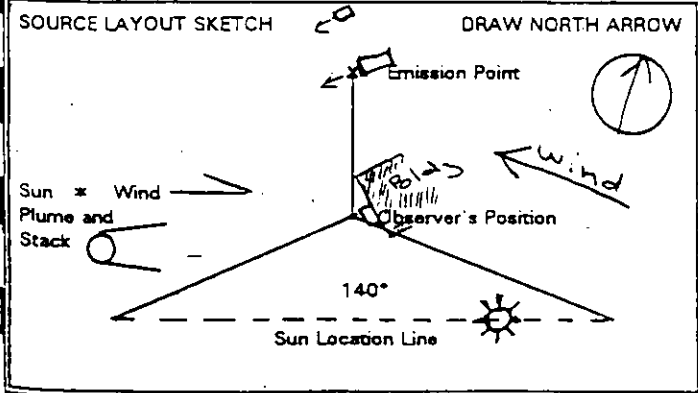 SOURCE LAYOUT SKETCH
DRAW NORTH ARROW
Emission Point
Wind
Sun * Wind
Plume and
Stack
Observer's Position
140°
Sun Location Line